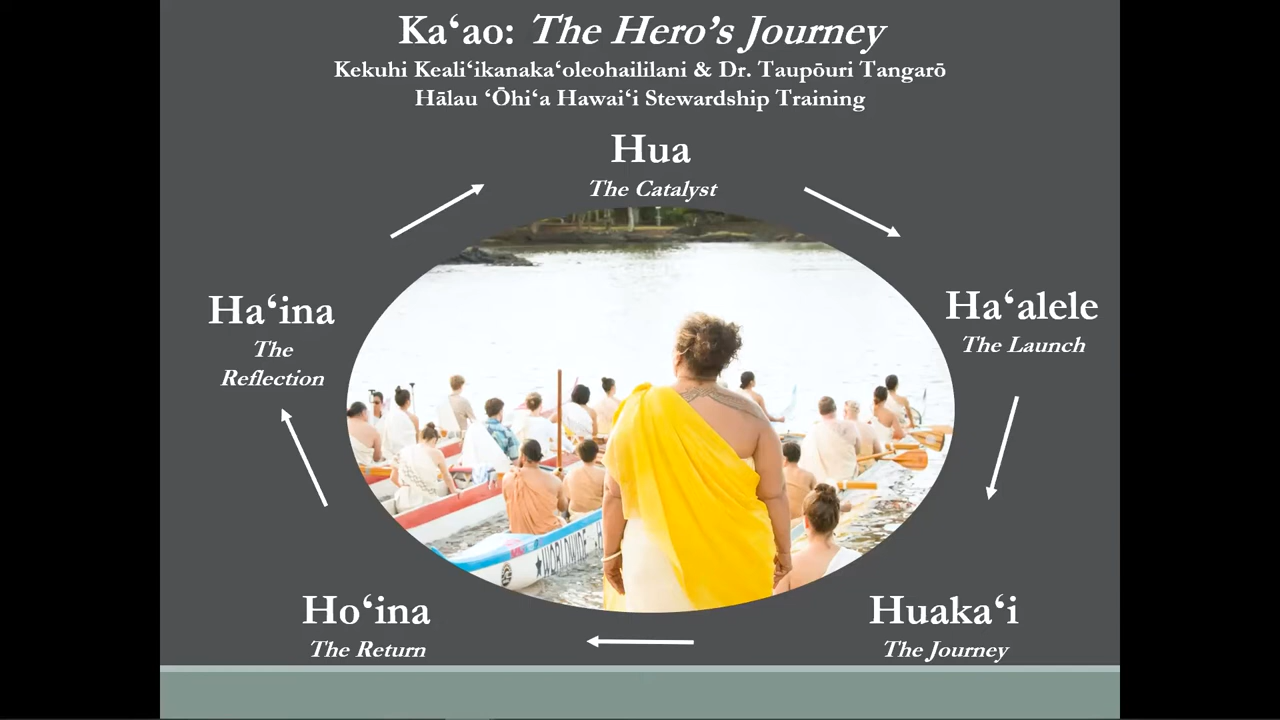 Kaʻao: The Hero’s Journey
Kekuhi Kealiʻikanakaʻoleohaililani & Dr. Taupōuri Tangarō
Hālau ʻŌhiʻa Hawaiʻi Stewardship Training
Hua
The Catalyst
Haʻalele
The Launch
Huakaʻi
The Journey
Hoʻina
The Return
Haʻina
The
Reflection
WORLDWIDE